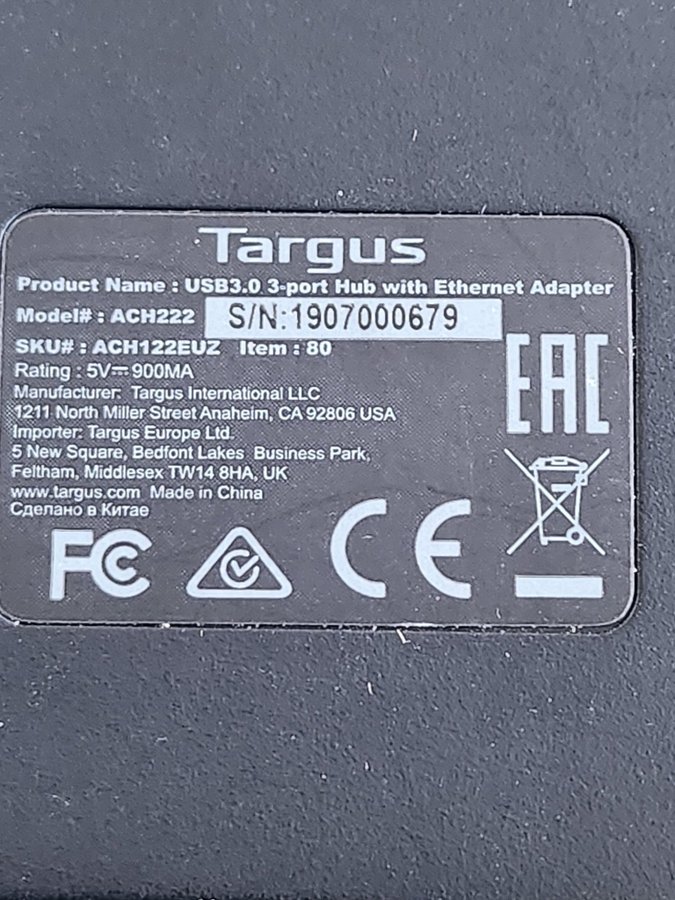 Targus
Product Name : USB3.0 3-port Hub with Ethernet Adapter
Model# : ACH222 S/N:1907000679
SKU# : ACH122EUZ Item : 80
Rating : 5V⎓900MA
Manufacturer: Targus International LLC
1211 North Miller Street Anaheim, CA 92806 USA
Importer: Targus Europe Ltd.
5 New Square, Bedfont Lakes Business Park,
Feltham, Middlesex TW14 8HA, UK
www.targus.com Made in China
Сделано в Китае
EAC
FC CE